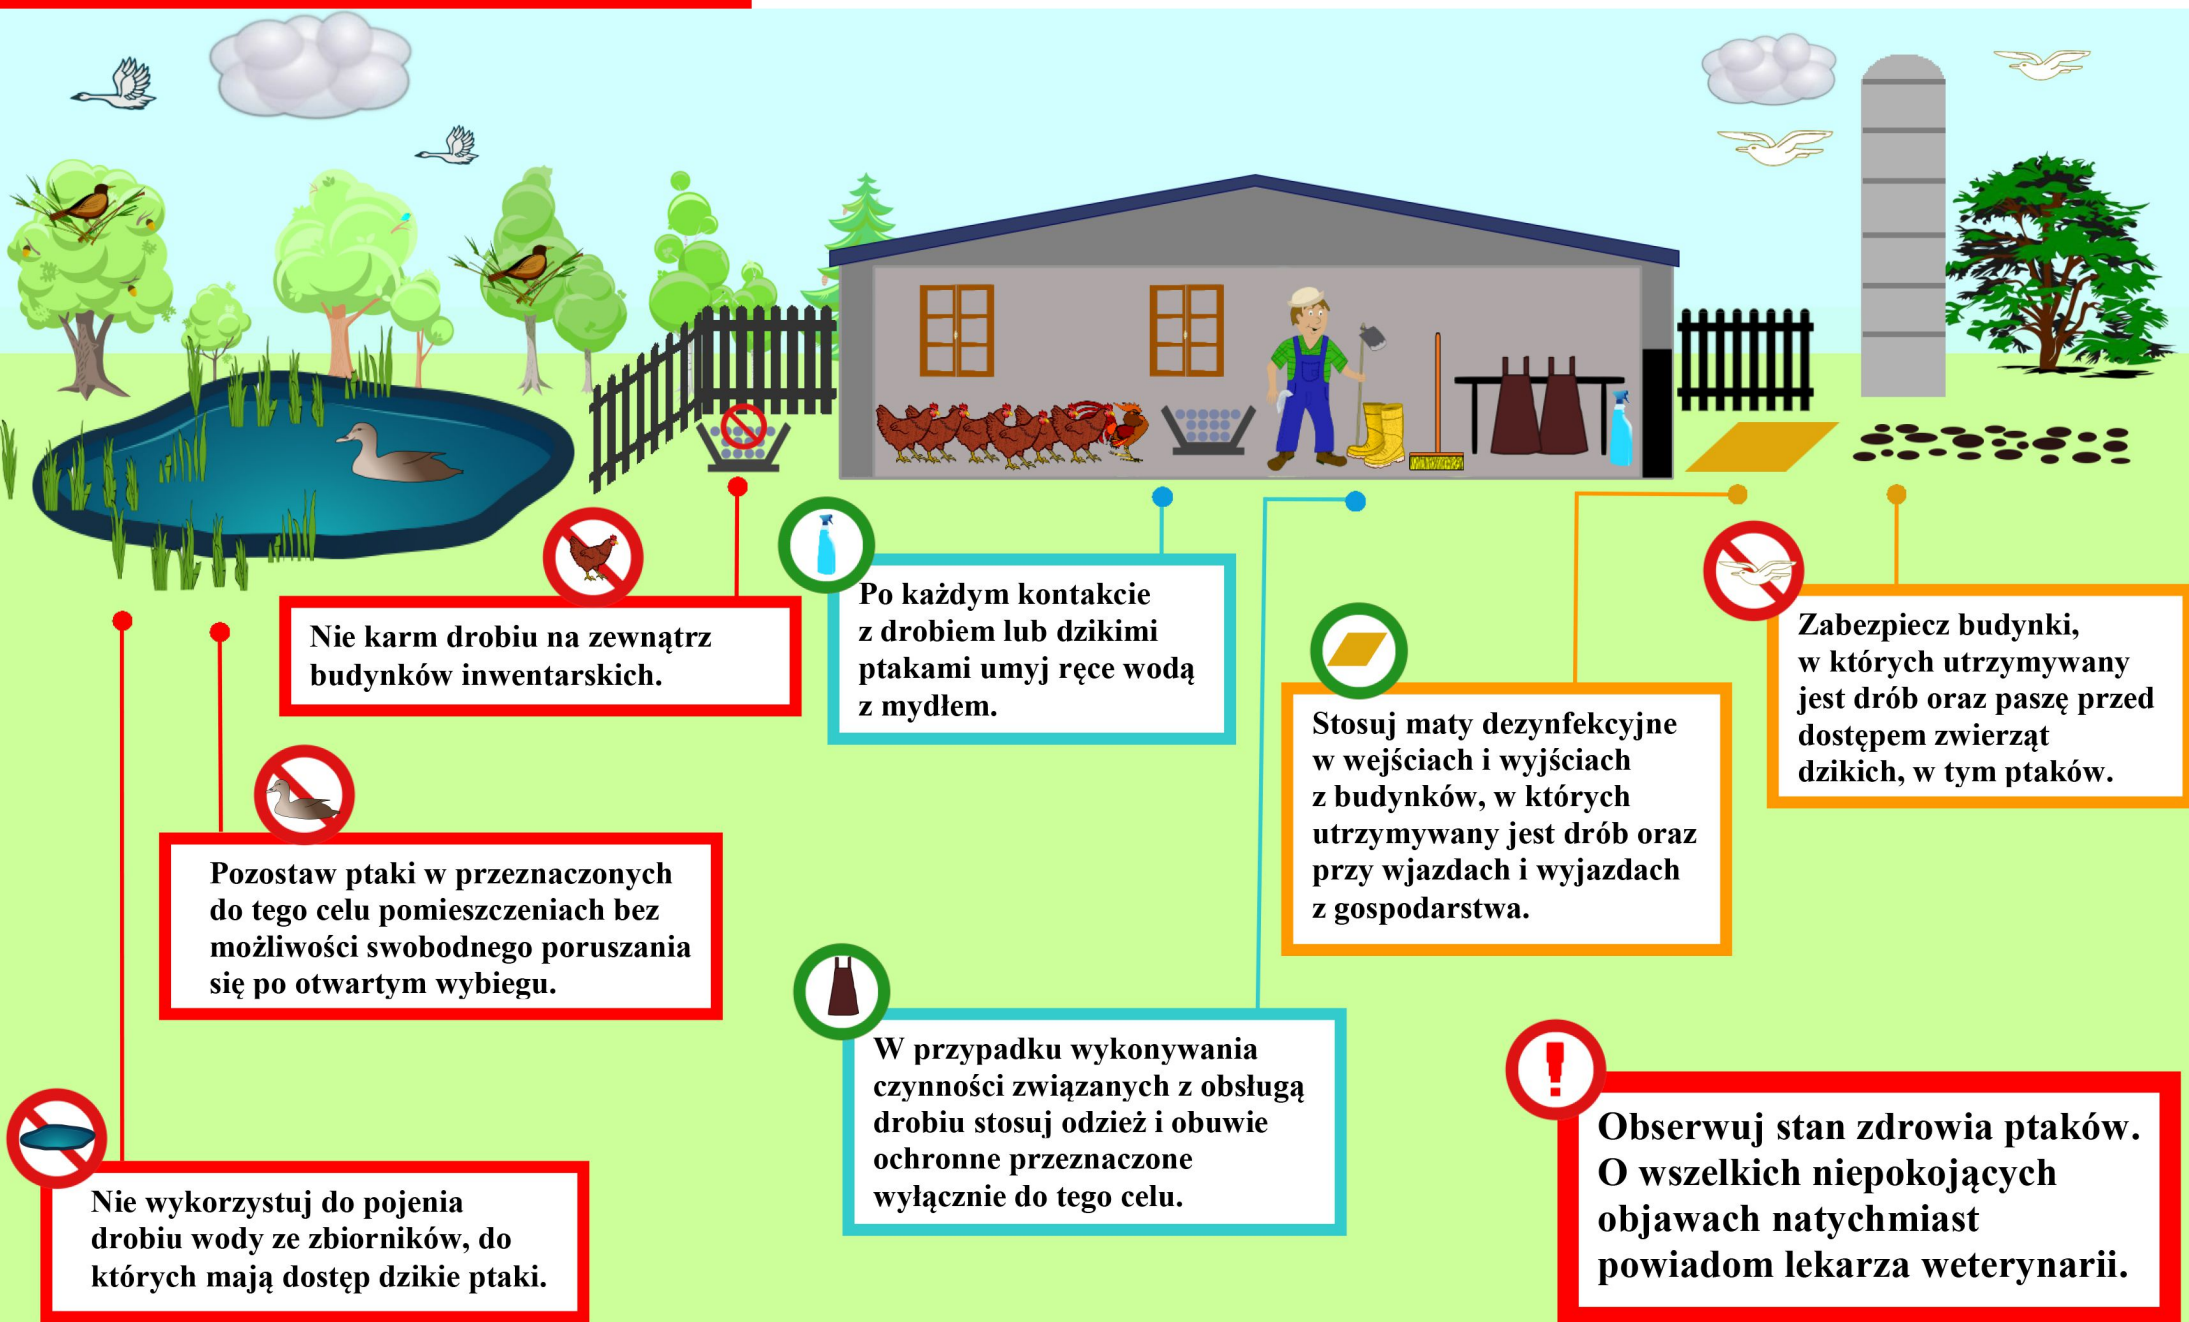 Nie karm drobiu na zewnątrz
budynków inwentarskich.
Po każdym kontakcie
z drobiem lub dzikimi
ptakami umyj ręce wodą
z mydłem.
Zabezpiecz budynki,
w których utrzymywany
jest drób oraz paszę przed
dostępem zwierząt
dzikich, w tym ptaków.
Stosuj maty dezynfekcyjne
w wejściach i wyjściach
z budynków, w których
utrzymywany jest drób oraz
przy wjazdach i wyjazdach
z gospodarstwa.
Pozostaw ptaki w przeznaczonych
do tego celu pomieszczeniach bez
możliwości swobodnego poruszania
się po otwartym wybiegu.
W przypadku wykonywania
czynności związanych z obsługą
drobiu stosuj odzież i obuwie
ochronne przeznaczone
wyłącznie do tego celu.
Nie wykorzystuj do pojenia
drobiu wody ze zbiorników, do
których mają dostęp dzikie ptaki.
Obserwuj stan zdrowia ptaków.
O wszelkich niepokojących
objawach natychmiast
powiadom lekarza weterynarii.